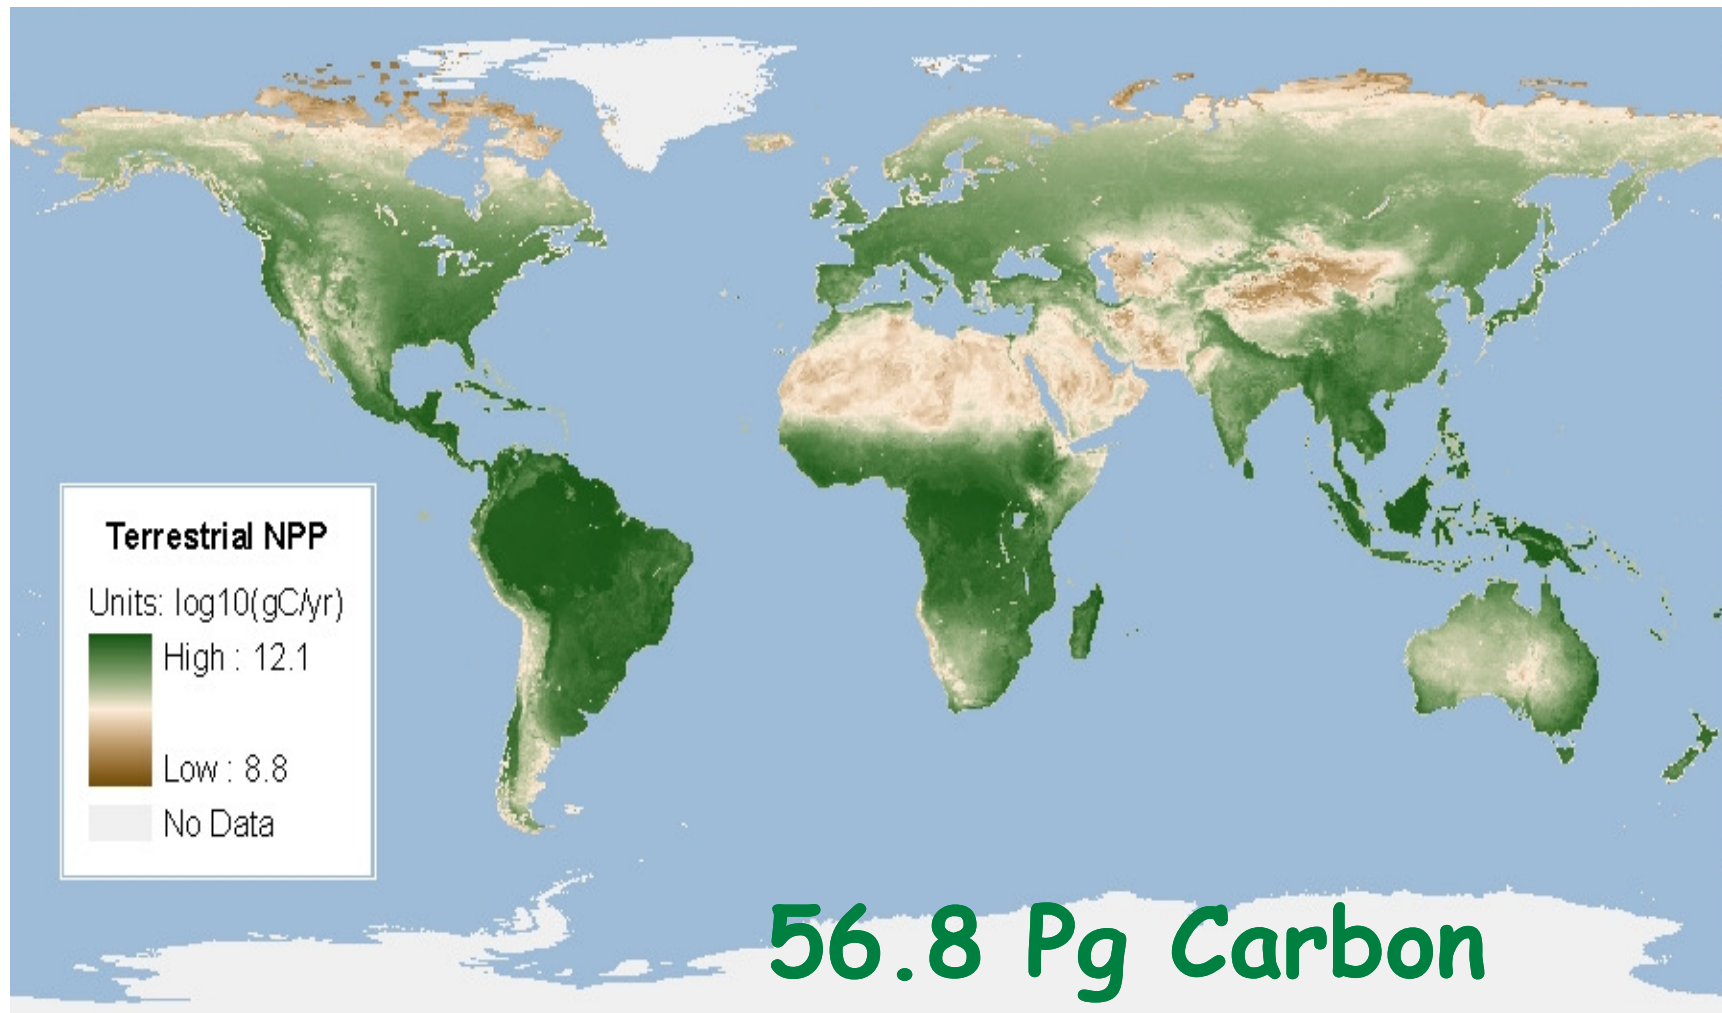 Terrestrial NPP
Units: log10(gC/yr)
High : 12.1
Low : 8.8
No Data
56.8 Pg Carbon